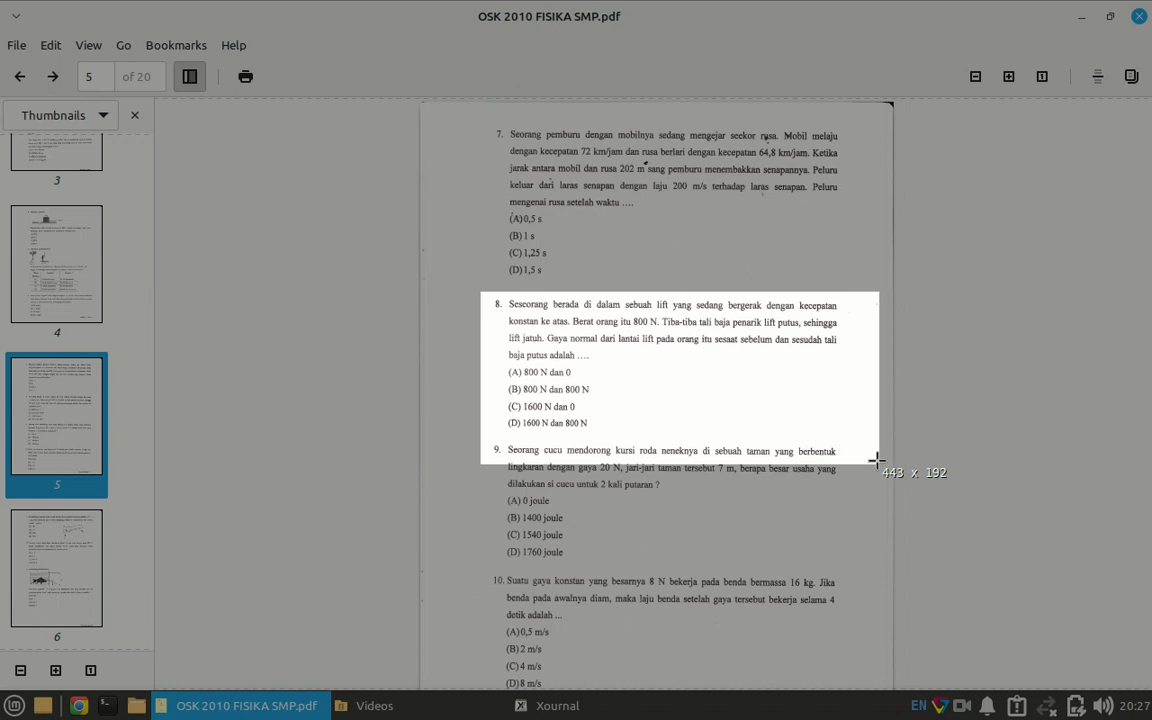 OSK 2010 FISIKA SMP.pdf
File Edit View Go Bookmarks Help
5 of 20
Thumbnails
3
4
5
6
7. Seorang pemburu dengan mobilnya sedang mengejar seekor rusa. Mobil melaju
dengan kecepatan 72 km/jam dan rusa berlari dengan kecepatan 64,8 km/jam. Ketika
jarak antara mobil dan rusa 202 m sang pemburu menembakkan senapannya. Peluru
keluar dari laras senapan dengan laju 200 m/s terhadap laras senapan. Peluru
mengenai rusa setelah waktu ....
(A) 0,5 s
(B) 1 s
(C) 1,25 s
(D) 1,5 s
8. Seseorang berada di dalam sebuah lift yang sedang bergerak dengan kecepatan
konstan ke atas. Berat orang itu 800 N. Tiba-tiba tali baja penarik lift putus, sehingga
lift jatuh. Gaya normal dari lantai lift pada orang itu sesaat sebelum dan sesudah tali
baja putus adalah ....
(A) 800 N dan 0
(B) 800 N dan 800 N
(C) 1600 N dan 0
(D) 1600 N dan 800 N
9. Seorang cucu mendorong kursi roda neneknya di sebuah taman yang berbentuk
lingkaran dengan gaya 20 N, jari-jari taman tersebut 7 m, berapa besar usaha yang
dilakukan si cucu untuk 2 kali putaran ?
(A) 0 joule
(B) 1400 joule
(C) 1540 joule
(D) 1760 joule
443 x 192
10. Suatu gaya konstan yang besarnya 8 N bekerja pada benda bermassa 16 kg. Jika
benda pada awalnya diam, maka laju benda setelah gaya tersebut bekerja selama 4
detik adalah ...
(A) 0,5 m/s
(B) 2 m/s
(C) 4 m/s
(D) 8 m/s
OSK 2010 FISIKA SMP.pdf Videos Xournal EN 20:27